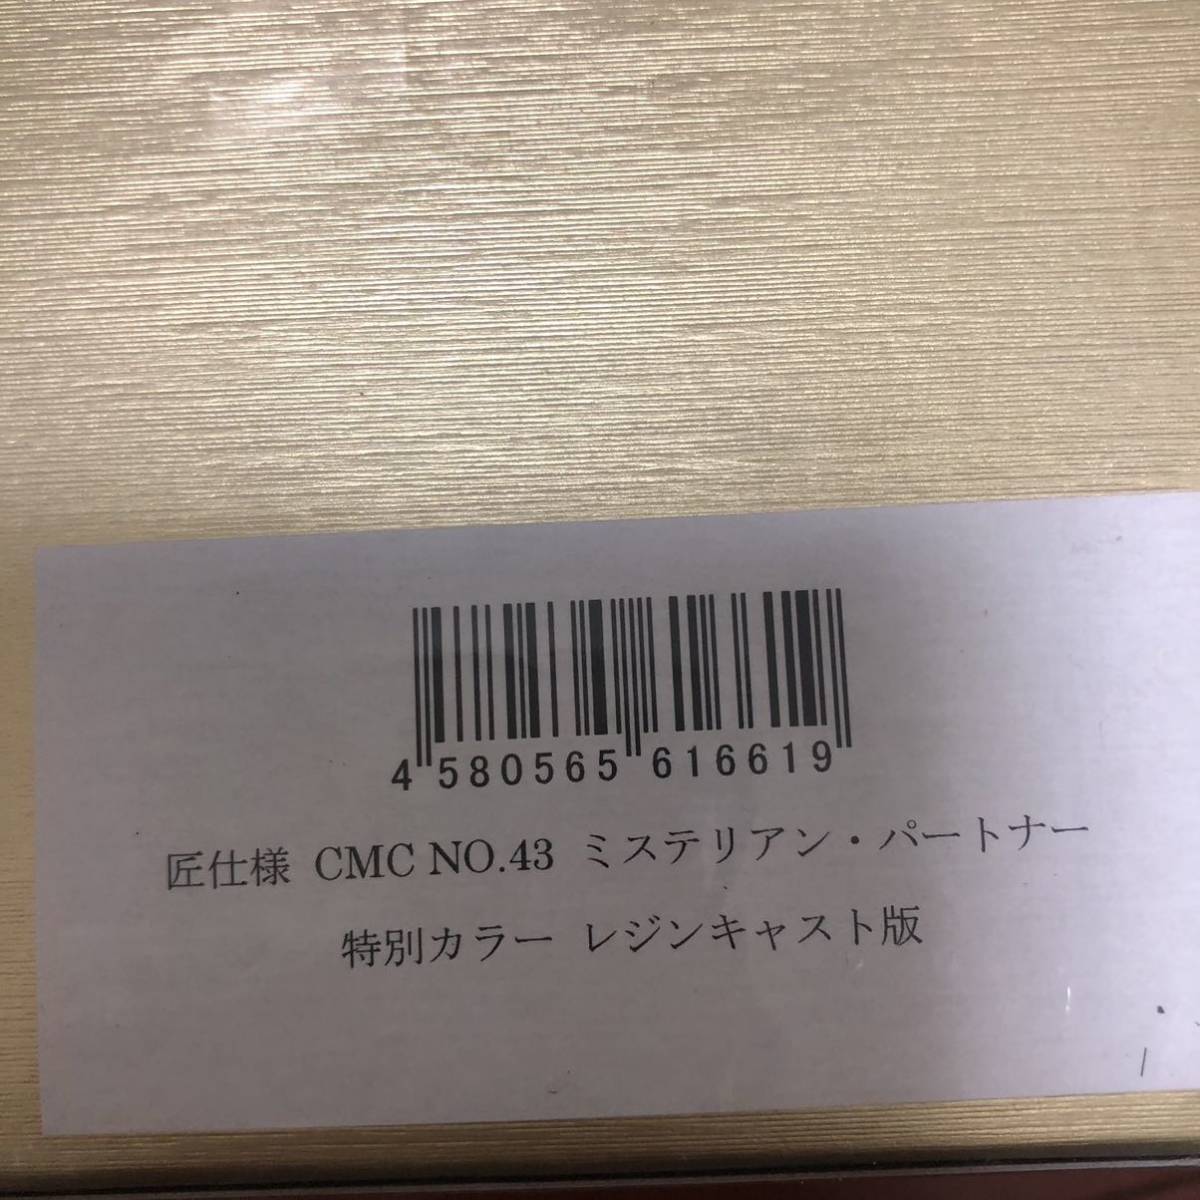 4 580565 616619
匠仕様 CMC NO.43 ミステリアン・パートナー
特別カラー レジンキャスト版